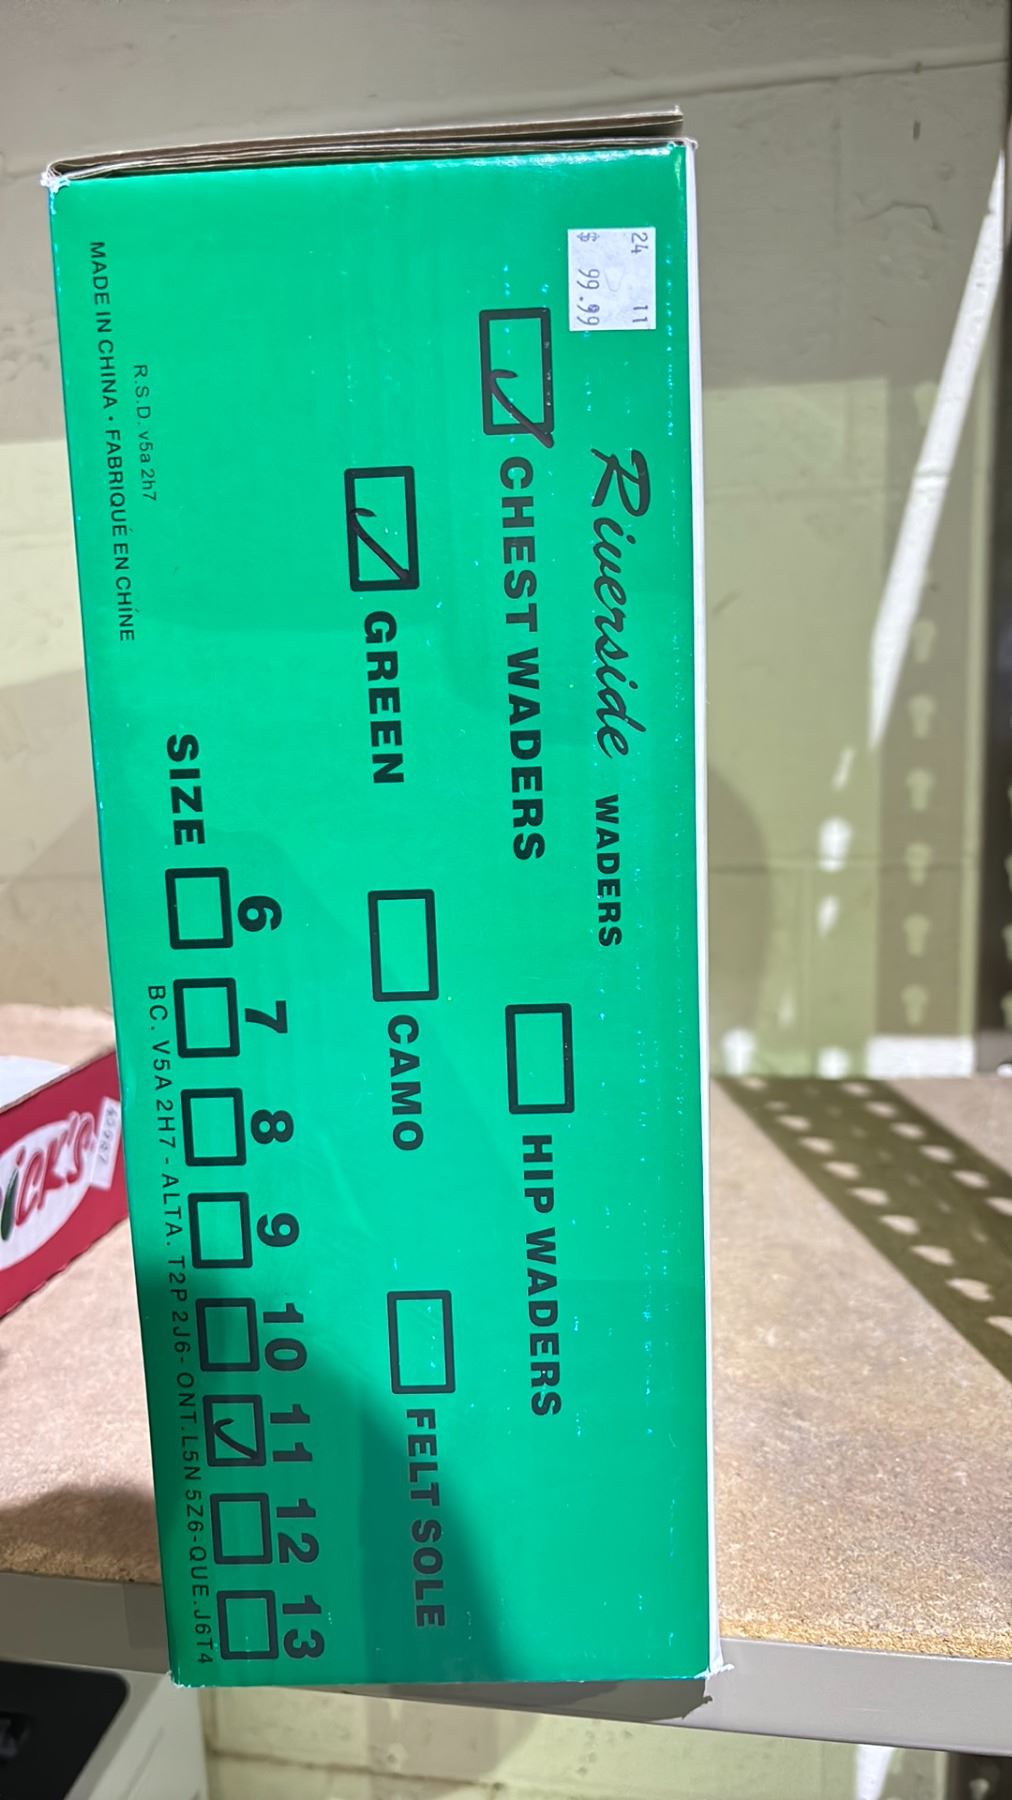 24 11
$ 99.99
Riverside WADERS
CHEST WADERS
HIP WADERS
GREEN
CAMO
FELT SOLE
6 7 8 9 10 11 12 13
SIZE
R.S.D. v5a 2h7
BC. V5A 2H7 - ALTA. T2P 2J6 - ONT. L5N 5Z6 - QUE. J6T4
MADE IN CHINA • FABRIQUÉ EN CHÍNE
ICK'S